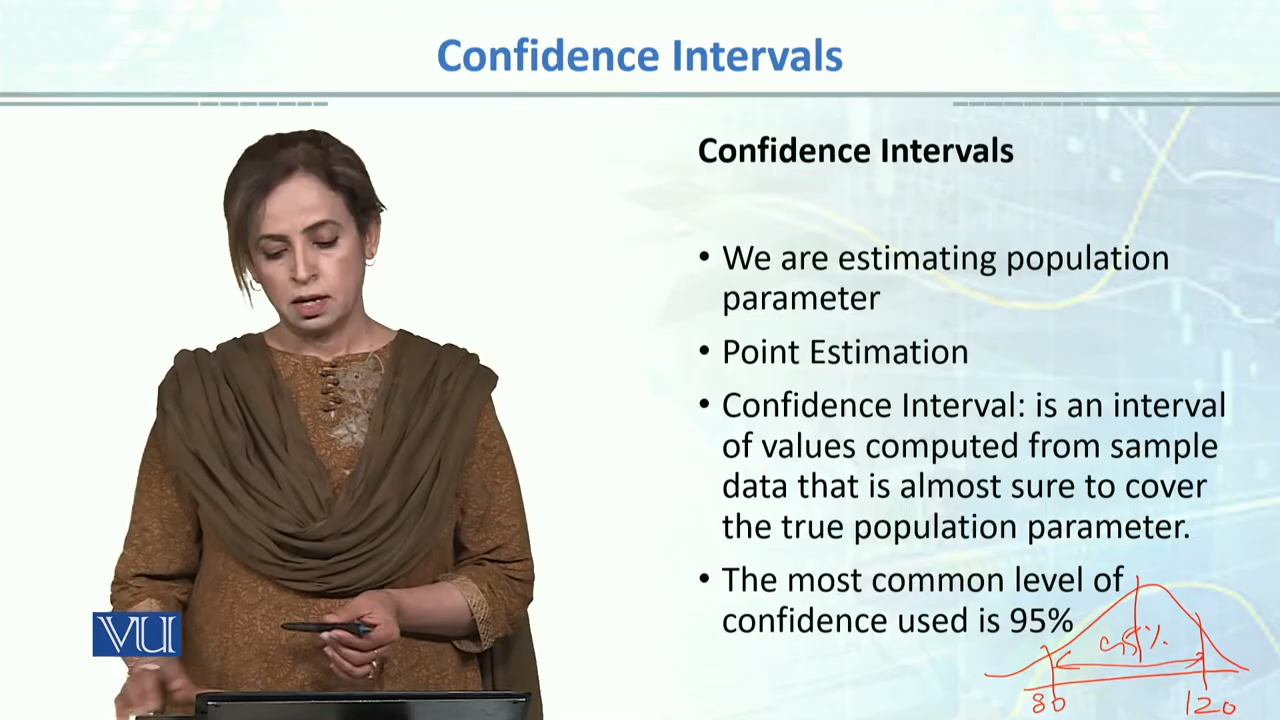 Confidence Intervals
Confidence Intervals
• We are estimating population
parameter
• Point Estimation
• Confidence Interval: is an interval
of values computed from sample
data that is almost sure to cover
the true population parameter.
• The most common level of
confidence used is 95%
95%
80
120
VU